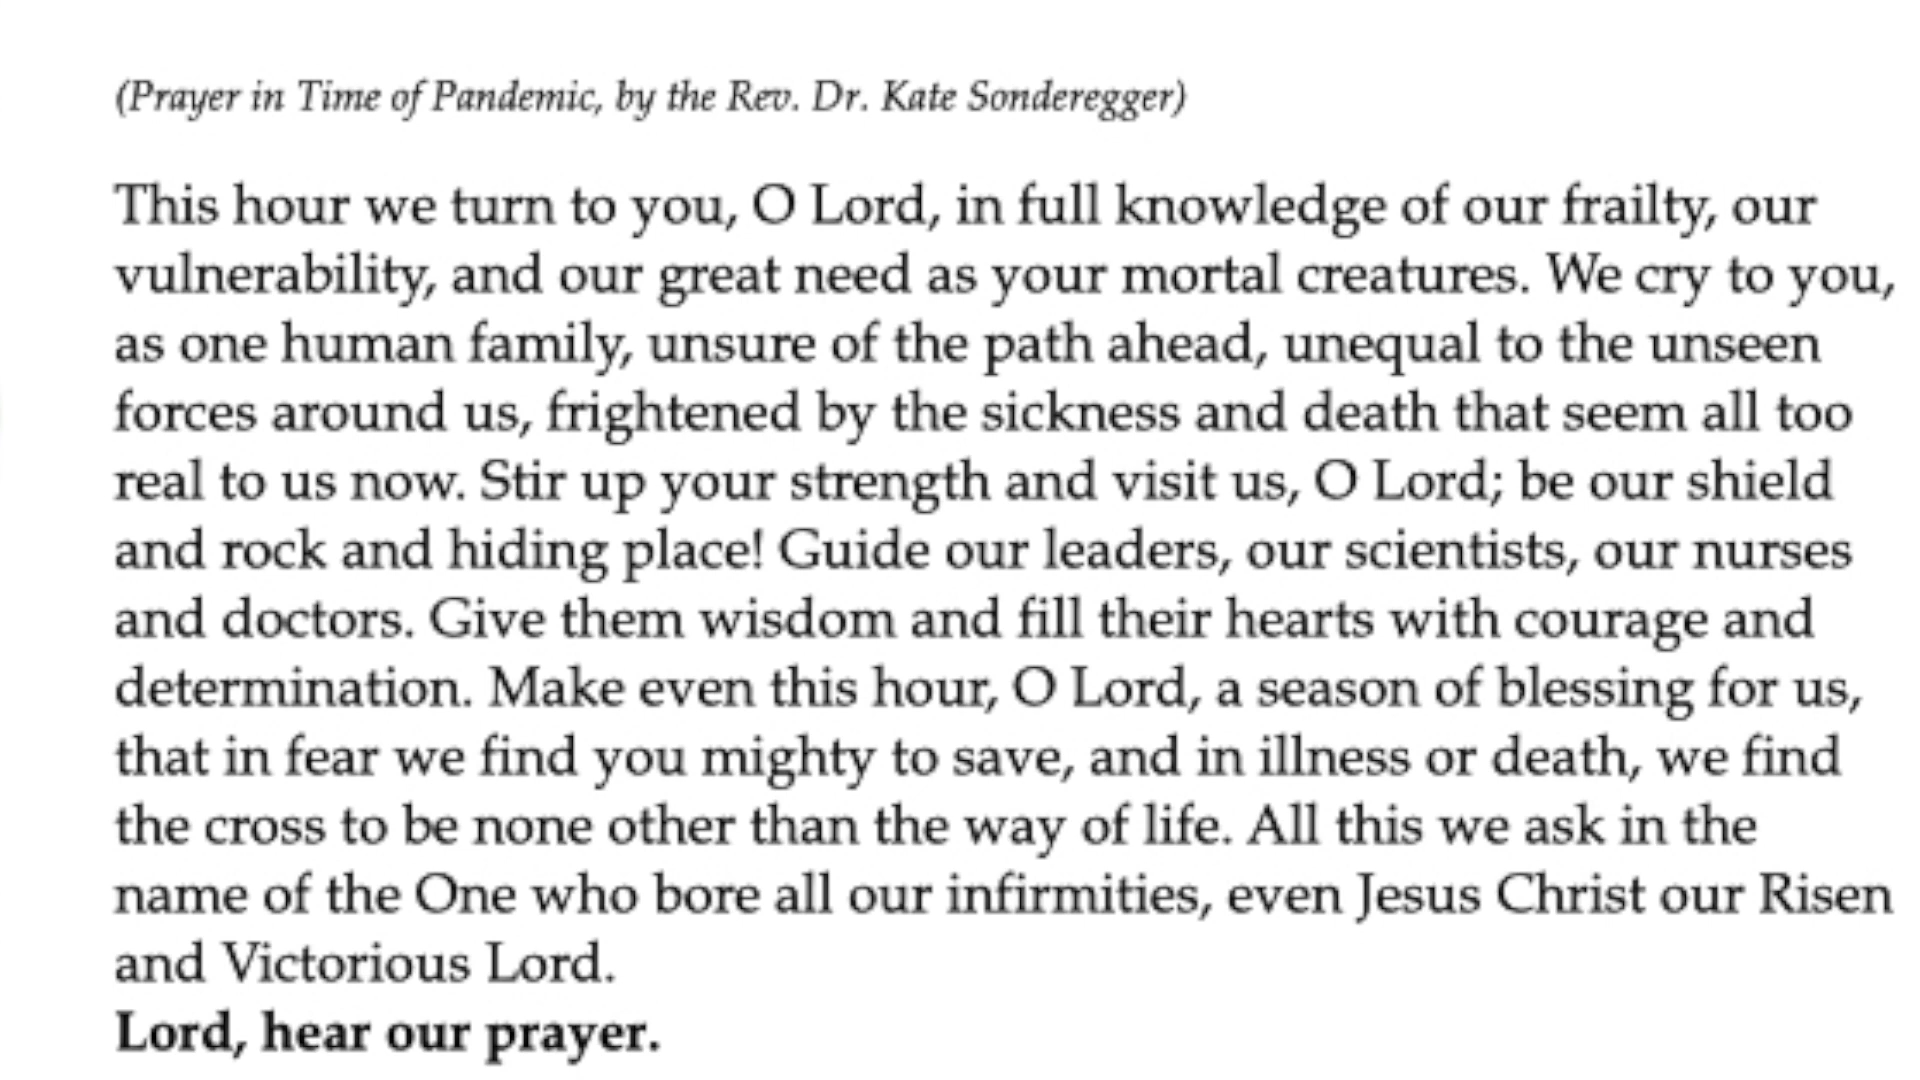 (Prayer in Time of Pandemic, by the Rev. Dr. Kate Sonderegger)
This hour we turn to you, O Lord, in full knowledge of our frailty, our
vulnerability, and our great need as your mortal creatures. We cry to you,
as one human family, unsure of the path ahead, unequal to the unseen
forces around us, frightened by the sickness and death that seem all too
real to us now. Stir up your strength and visit us, O Lord; be our shield
and rock and hiding place! Guide our leaders, our scientists, our nurses
and doctors. Give them wisdom and fill their hearts with courage and
determination. Make even this hour, O Lord, a season of blessing for us,
that in fear we find you mighty to save, and in illness or death, we find
the cross to be none other than the way of life. All this we ask in the
name of the One who bore all our infirmities, even Jesus Christ our Risen
and Victorious Lord.
Lord, hear our prayer.